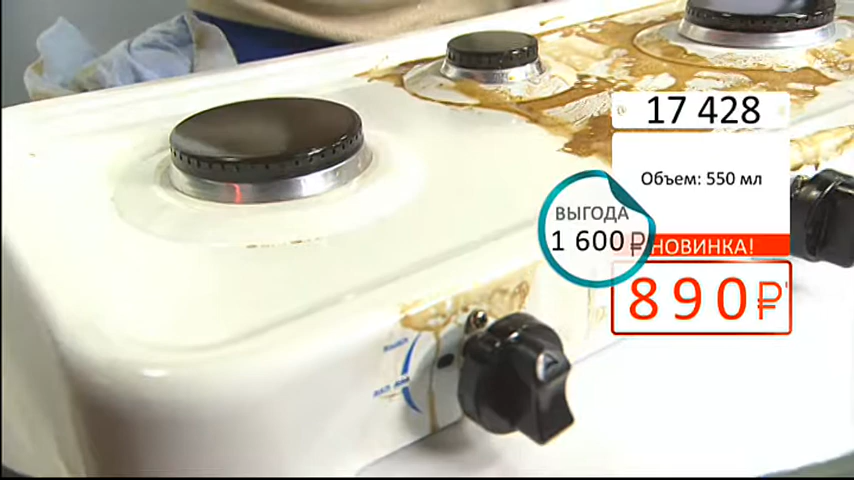 17 428
Объем: 550 мл
ВЫГОДА
1 600 ₽
НОВИНКА!
890₽